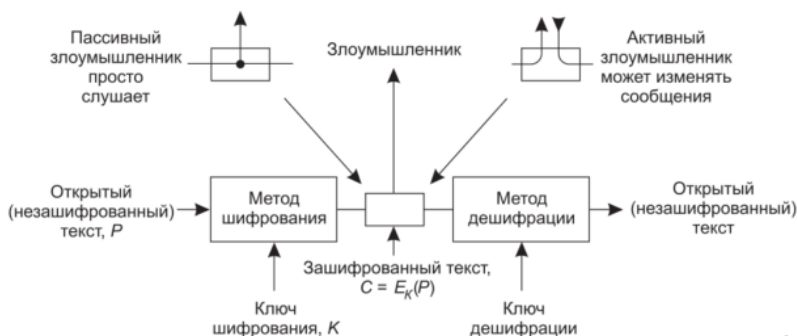 Пассивный
злоумышленник
просто
слушает
Злоумышленник
Активный
злоумышленник
может изменять
сообщения
Открытый
(незашифрованный)
текст, P
Метод
шифрования
Метод
дешифрации
Открытый
(незашифрованный)
текст
Зашифрованный текст,
C = E_K(P)
Ключ
шифрования, K
Ключ
дешифрации